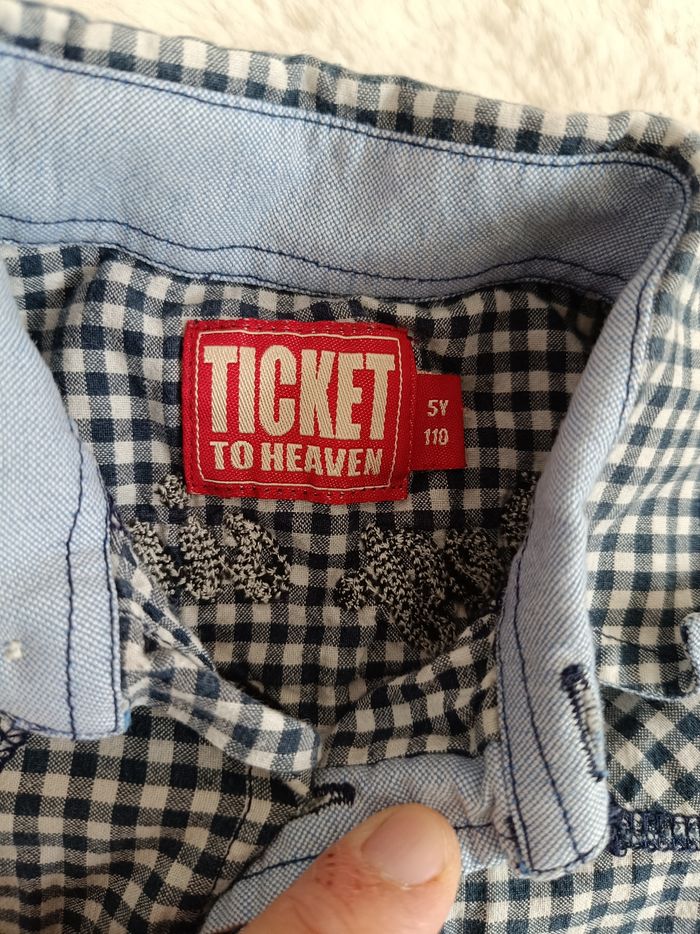 TICKET
TO HEAVEN
5Y
110